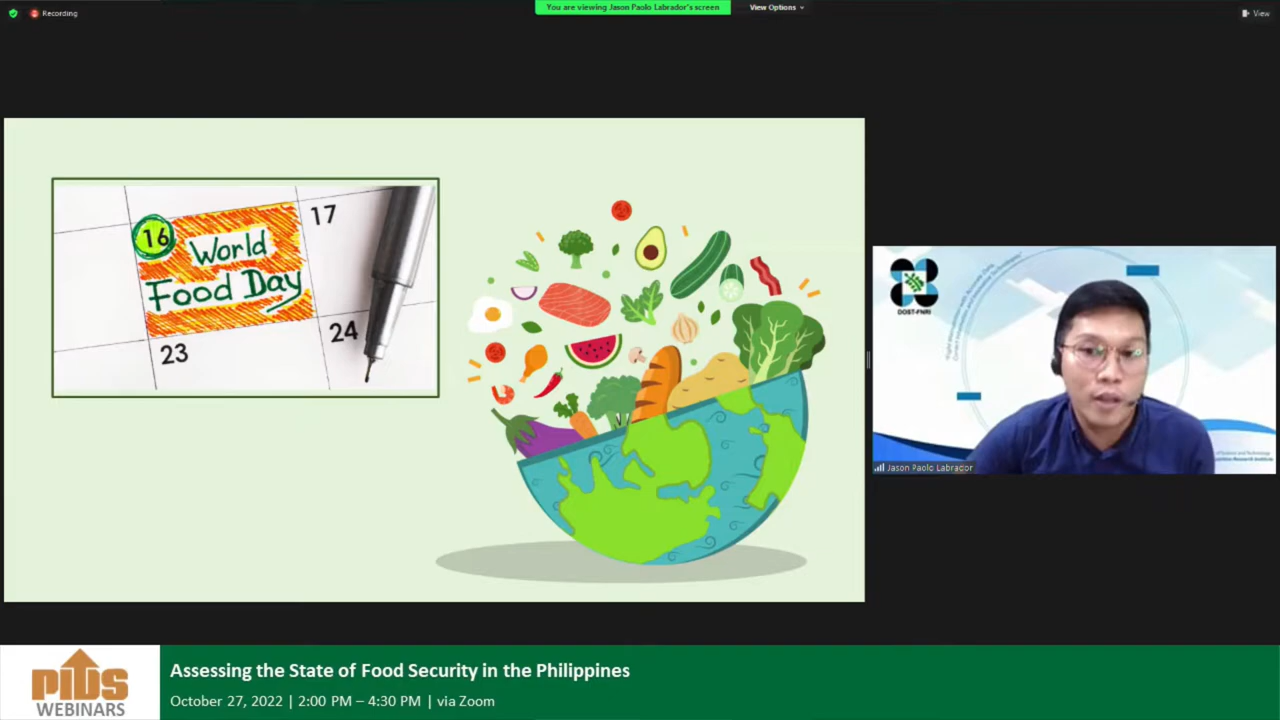 Recording
You are viewing Jason Paolo Labrador's screen
View Options
View
16
World
Food Day
17
23
24
DOST-FNRI
Jason Paolo Labrador
PIDS
WEBINARS
Assessing the State of Food Security in the Philippines
October 27, 2022 | 2:00 PM – 4:30 PM | via Zoom